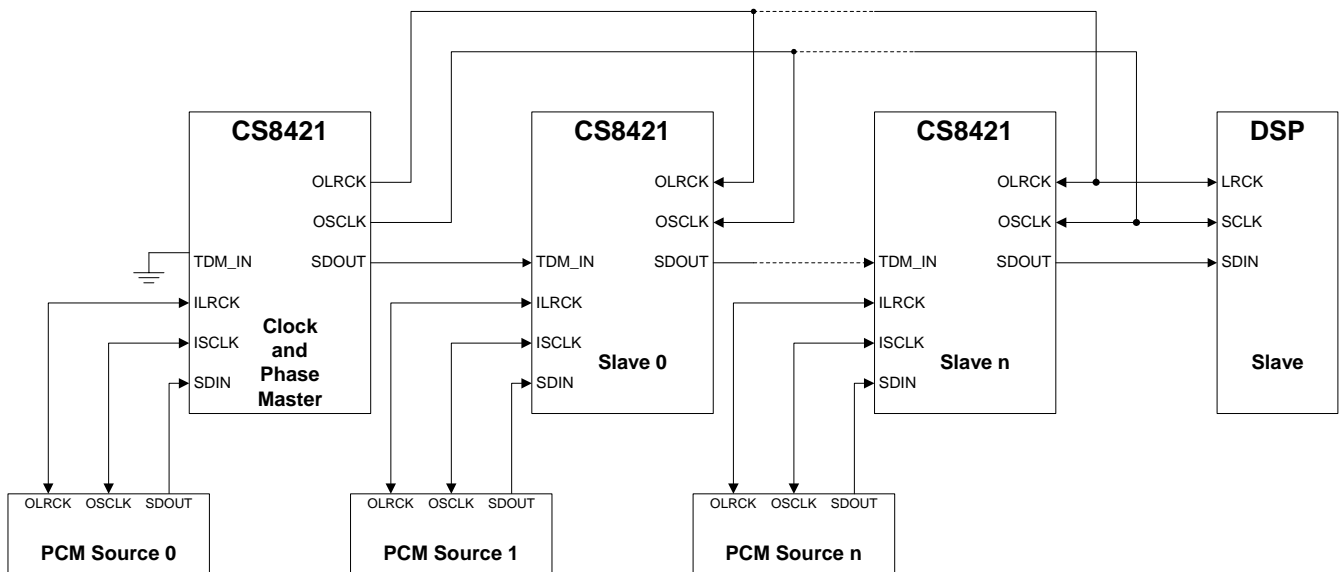 CS8421
CS8421
CS8421
DSP
OLRCK
OLRCK
OLRCK
LRCK
OSCLK
OSCLK
OSCLK
SCLK
TDM_IN
SDOUT
TDM_IN
SDOUT
TDM_IN
SDOUT
SDIN
ILRCK
ILRCK
ILRCK
Clock
and
Phase
Master
ISCLK
ISCLK
ISCLK
Slave 0
Slave n
Slave
SDIN
SDIN
SDIN
OLRCK
OSCLK
SDOUT
OLRCK
OSCLK
SDOUT
OLRCK
OSCLK
SDOUT
PCM Source 0
PCM Source 1
PCM Source n